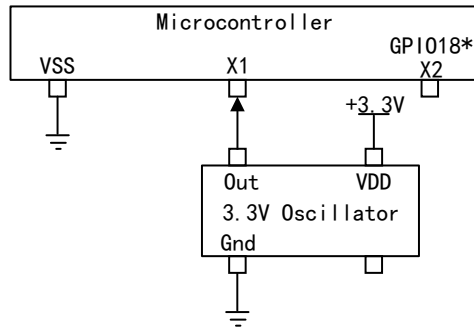 Microcontroller
GPIO18*
VSS X1 X2
+3.3V
Out VDD
3.3V Oscillator
Gnd